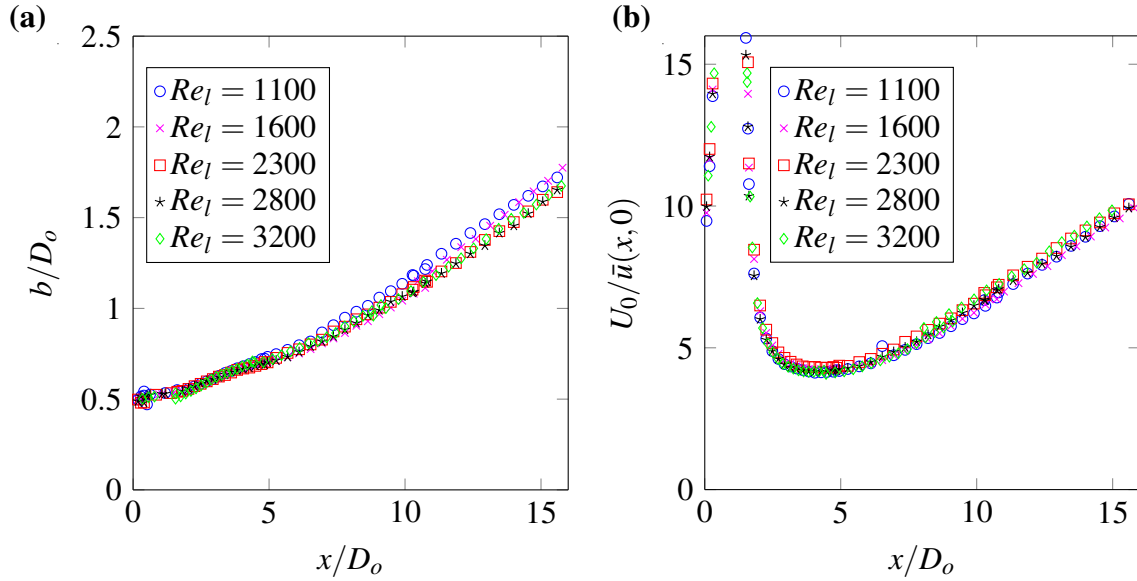 (a)
2.5
2
1.5
1
0.5
0
0
5
10
15
b/D_o
x/D_o
Re_l = 1100
Re_l = 1600
Re_l = 2300
Re_l = 2800
Re_l = 3200
(b)
15
10
5
0
0
5
10
15
U_0/ū(x,0)
x/D_o
Re_l = 1100
Re_l = 1600
Re_l = 2300
Re_l = 2800
Re_l = 3200